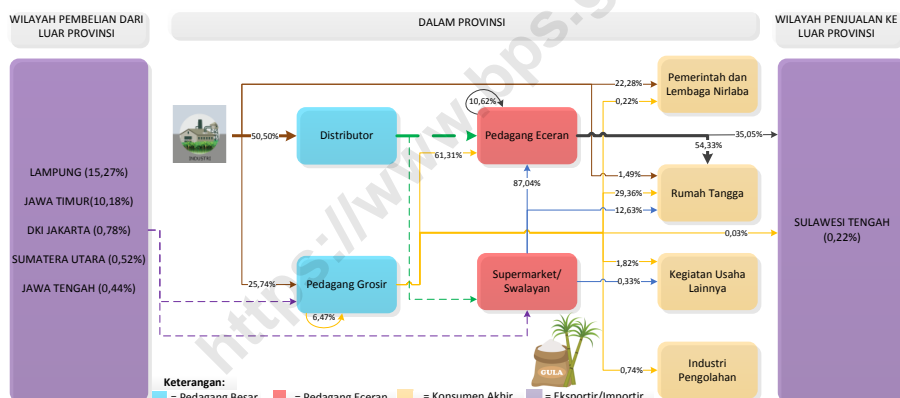 WILAYAH PEMBELIAN DARI
LUAR PROVINSI
DALAM PROVINSI
WILAYAH PENJUALAN KE
LUAR PROVINSI
LAMPUNG (15,27%)
JAWA TIMUR(10,18%)
DKI JAKARTA (0,78%)
SUMATERA UTARA (0,52%)
JAWA TENGAH (0,44%)
INDUSTRI
50,50%
Distributor
10,62%
Pedagang Eceran
61,31%
87,04%
25,74%
Pedagang Grosir
6,47%
Supermarket/
Swalayan
GULA
22,28%
0,22%
Pemerintah dan
Lembaga Nirlaba
35,05%
54,33%
1,49%
29,36%
12,63%
Rumah Tangga
0,03%
1,82%
0,33%
Kegiatan Usaha
Lainnya
0,74%
Industri
Pengolahan
SULAWESI TENGAH
(0,22%)
Keterangan:
= Pedagang Besar = Pedagang Eceran = Konsumen Akhir = Eksportir/Importir